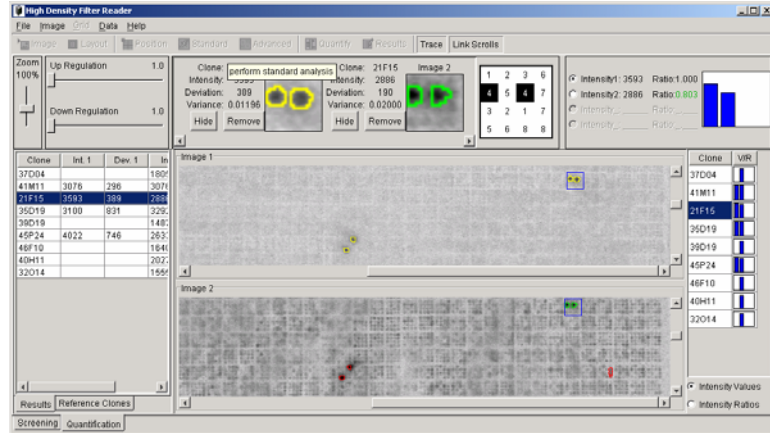 High Density Filter Reader
File Image Grid Data Help
Image Layout Position Standard Advanced Quantify Results Trace Link Scrolls
Zoom
100%
Up Regulation 1.0
Down Regulation 1.0
Clone:
perform standard analysis
Intensity: 3593
Deviation: 389
Variance: 0.01196
Hide Remove
Clone: 21F15
Intensity: 2886
Deviation: 190
Variance: 0.02000
Hide Remove
Image 2
1 2 3 6
4 5 4 7
3 2 1 7
5 6 8 8
Intensity1: 3593 Ratio:1.000
Intensity2: 2886 Ratio:0.803
Intensity_: Ratio_:
Intensity_: Ratio_:
Clone Int. 1 Dev. 1 In
37D04 180
41M11 3076 296 307
21F15 3593 389 288
35D19 3100 831 329
39D19 148
45P24 4022 746 263
46F10 164
40H11 202
32O14 155
Results Reference Clones
Screening Quantification
Image 1
Image 2
Clone V/R
37D04
41M11
21F15
35D19
39D19
45P24
46F10
40H11
32O14
Intensity Values
Intensity Ratios